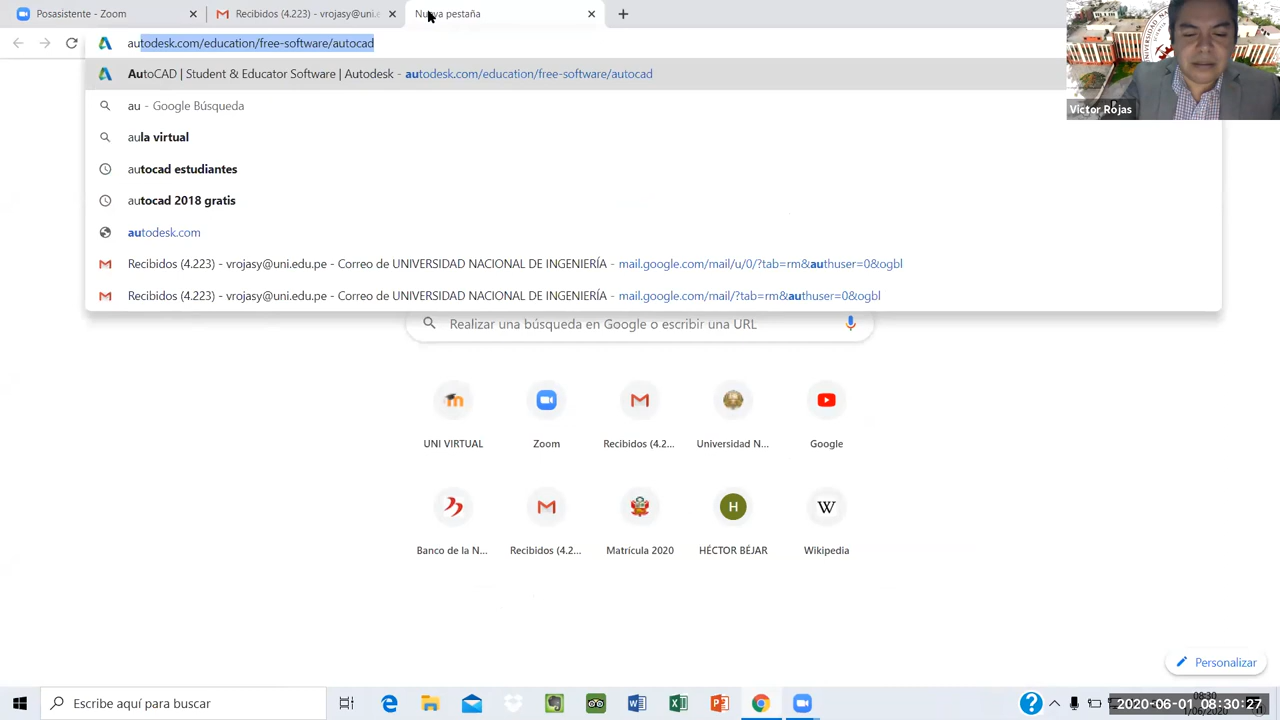 Posasistente - Zoom
Recibidos (4.223) - vrojasy@uni
Nueva pestaña
autodesk.com/education/free-software/autocad
AutoCAD | Student & Educator Software | Autodesk - autodesk.com/education/free-software/autocad
au - Google Búsqueda
aula virtual
autocad estudiantes
autocad 2018 gratis
autodesk.com
Recibidos (4.223) - vrojasy@uni.edu.pe - Correo de UNIVERSIDAD NACIONAL DE INGENIERÍA - mail.google.com/mail/u/0/?tab=rm&authuser=0&ogbl
Recibidos (4.223) - vrojasy@uni.edu.pe - Correo de UNIVERSIDAD NACIONAL DE INGENIERÍA - mail.google.com/mail/?tab=rm&authuser=0&ogbl
Victor Rojas
Realizar una búsqueda en Google o escribir una URL
UNI VIRTUAL
Zoom
Recibidos (4.2...
Universidad N...
Google
Banco de la N...
Recibidos (4.2...
Matrícula 2020
HÉCTOR BÉJAR
Wikipedia
Personalizar
Escribe aquí para buscar
08:30
2020-06-01 08:30:27